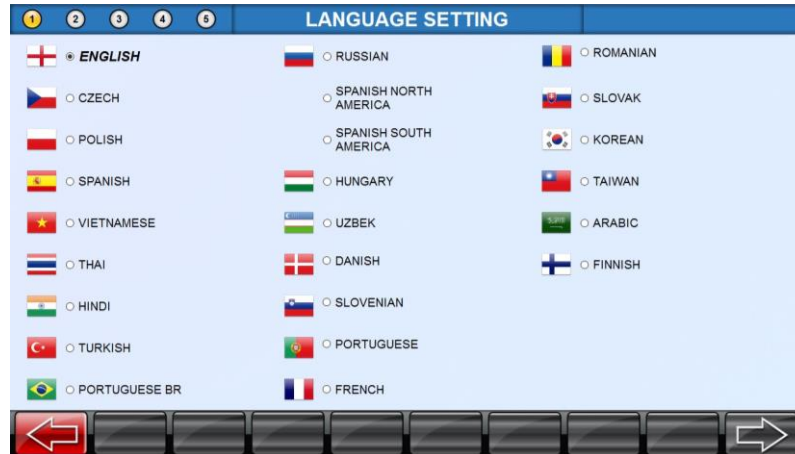 1 2 3 4 5 LANGUAGE SETTING
ENGLISH
CZECH
POLISH
SPANISH
VIETNAMESE
THAI
HINDI
TURKISH
PORTUGUESE BR
RUSSIAN
SPANISH NORTH
AMERICA
SPANISH SOUTH
AMERICA
HUNGARY
UZBEK
DANISH
SLOVENIAN
PORTUGUESE
FRENCH
ROMANIAN
SLOVAK
KOREAN
TAIWAN
ARABIC
FINNISH